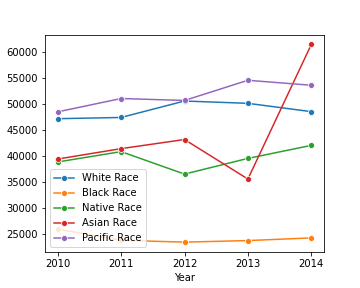 60000
55000
50000
45000
40000
35000
30000
25000
White Race
Black Race
Native Race
Asian Race
Pacific Race
2010 2011 2012 2013 2014
Year